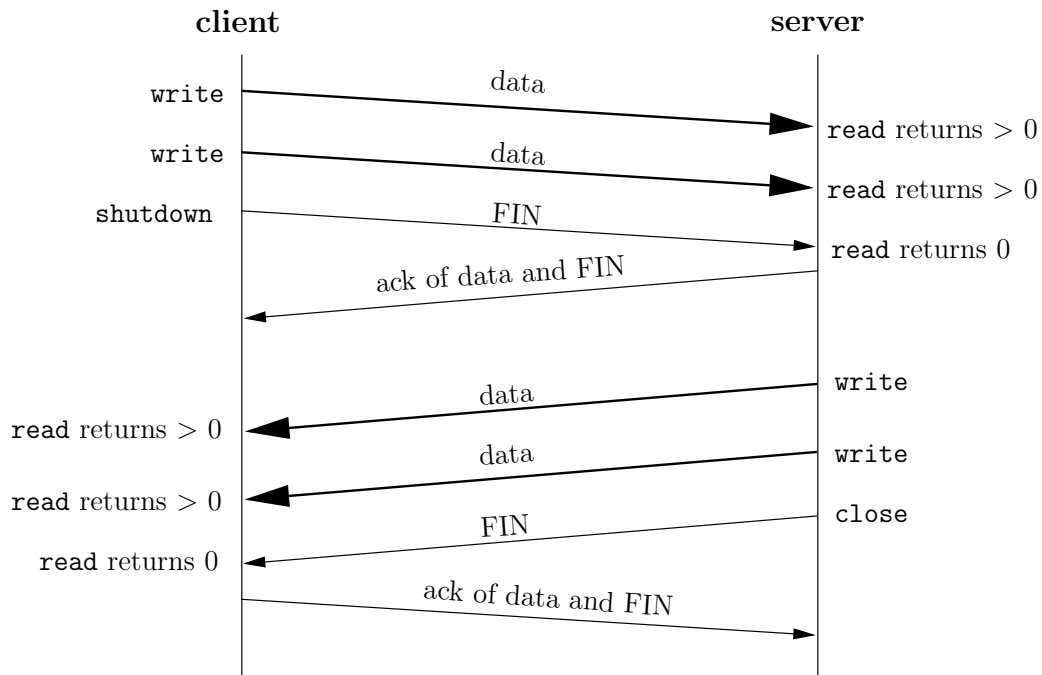 client
server
write
data
read returns > 0
write
data
read returns > 0
shutdown
FIN
read returns 0
ack of data and FIN
data
write
read returns > 0
data
write
read returns > 0
FIN
close
read returns 0
ack of data and FIN